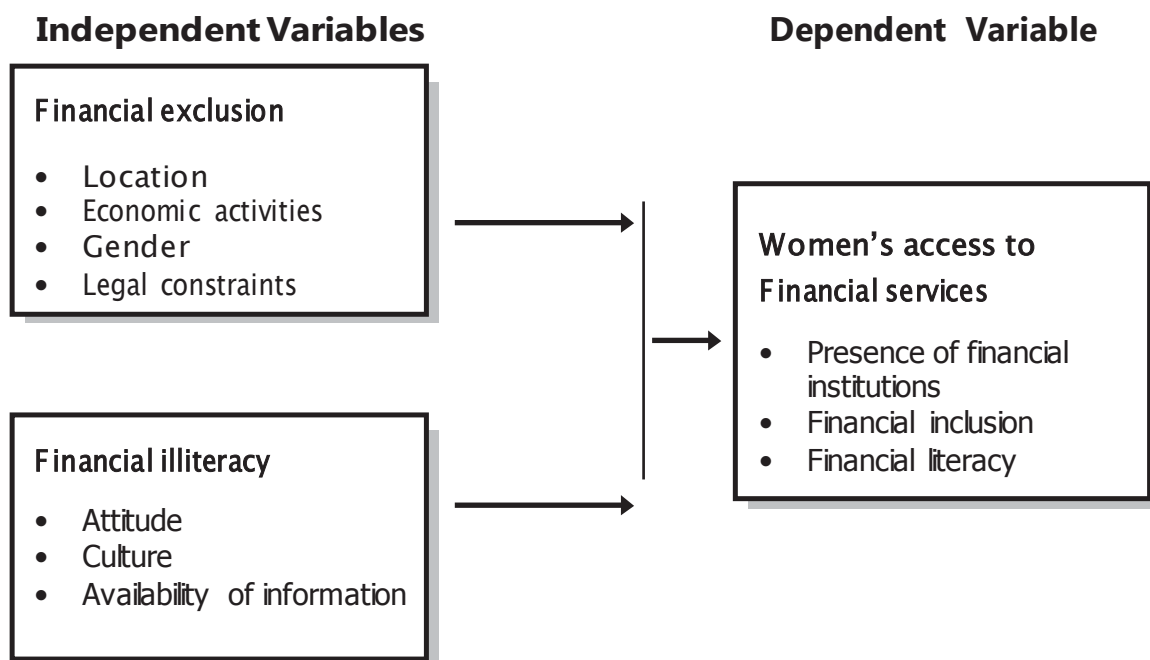 Independent Variables
Financial exclusion
• Location
• Economic activities
• Gender
• Legal constraints
Financial illiteracy
• Attitude
• Culture
• Availability of information
Dependent Variable
Women's access to
Financial services
• Presence of financial
institutions
• Financial inclusion
• Financial literacy